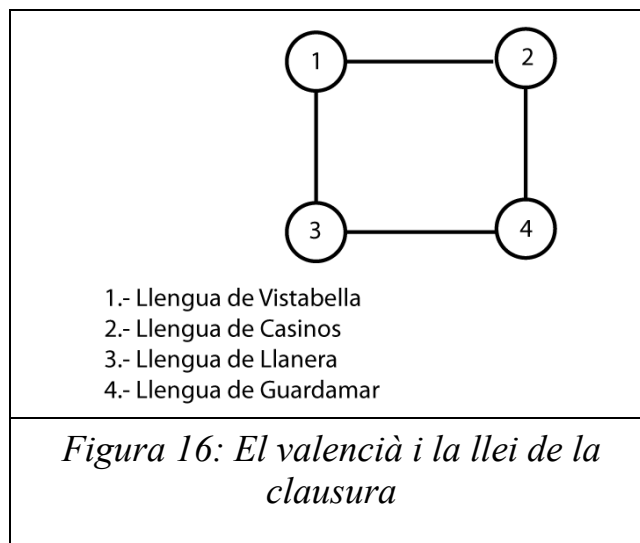 1
2
3
4
1.- Llengua de Vistabella
2.- Llengua de Casinos
3.- Llengua de Llanera
4.- Llengua de Guardamar
Figura 16: El valencià i la llei de la
clausura